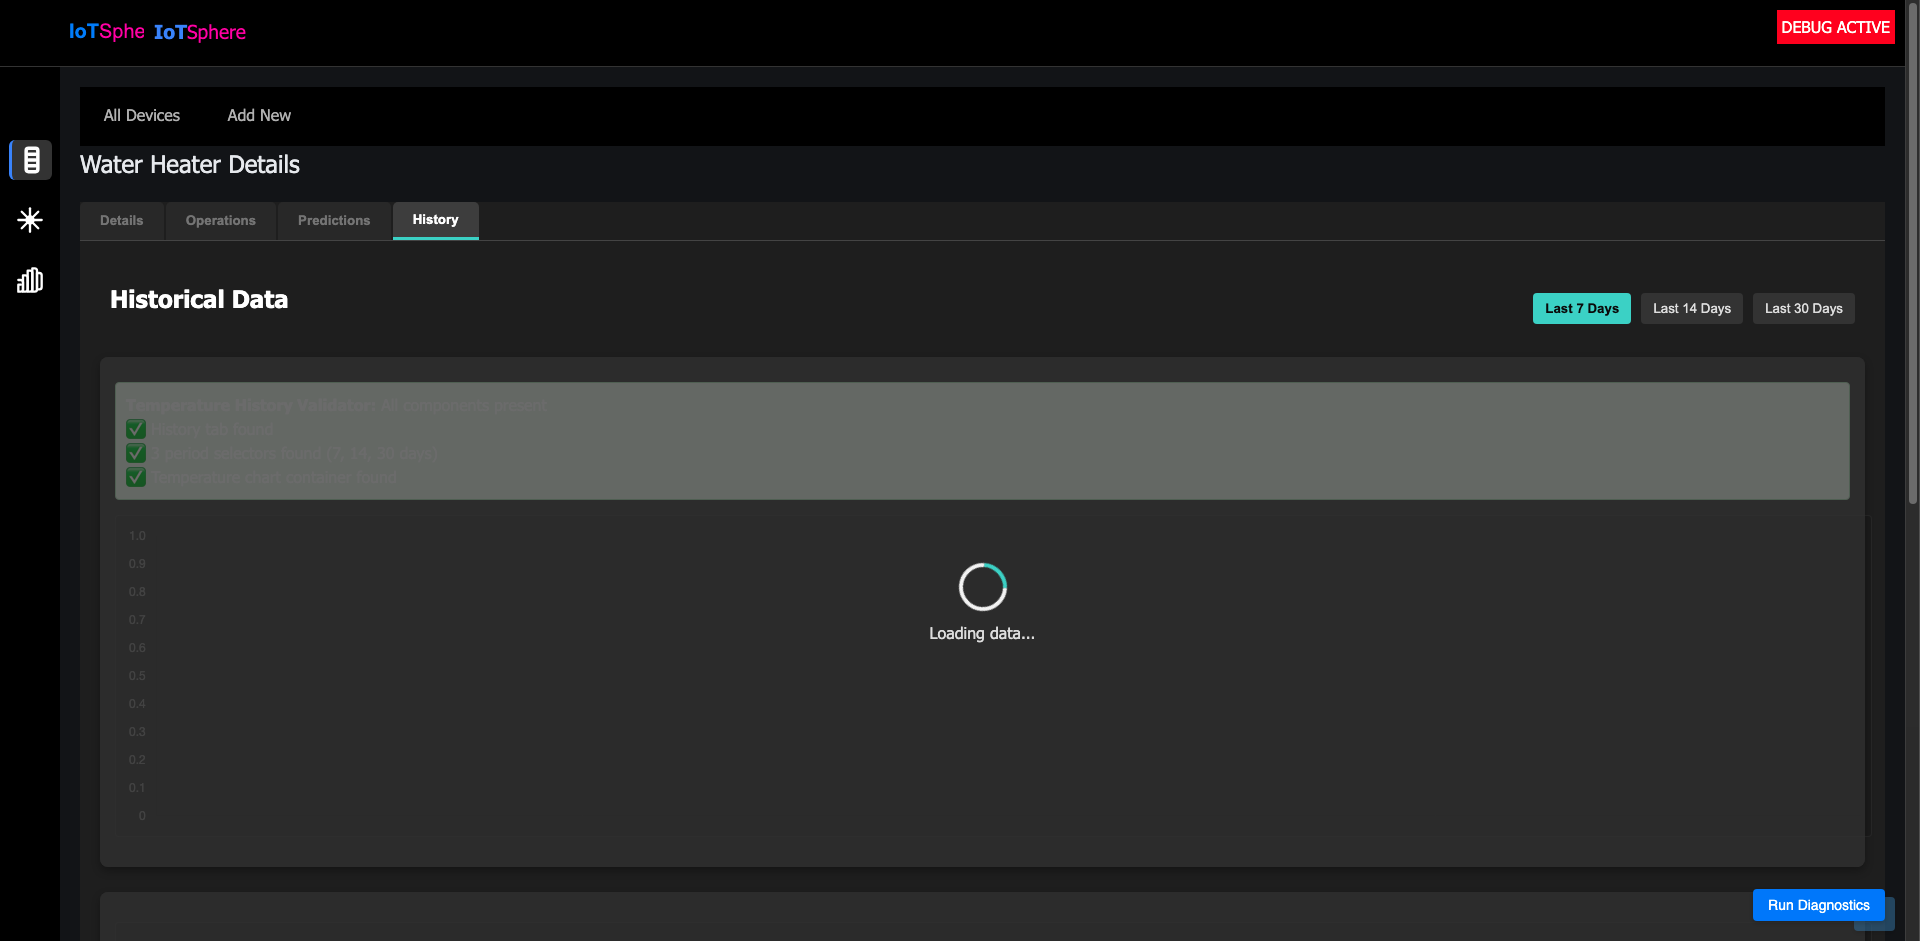 IoTSphe IoTSphere
DEBUG ACTIVE
All Devices Add New
Water Heater Details
Details Operations Predictions History
Historical Data
Last 7 Days Last 14 Days Last 30 Days
Temperature History Validator: All components present
History tab found
3 period selectors found (7, 14, 30 days)
Temperature chart container found
1.0
0.9
0.8
0.7
0.6
0.5
0.4
0.3
0.2
0.1
0
Loading data...
Run Diagnostics